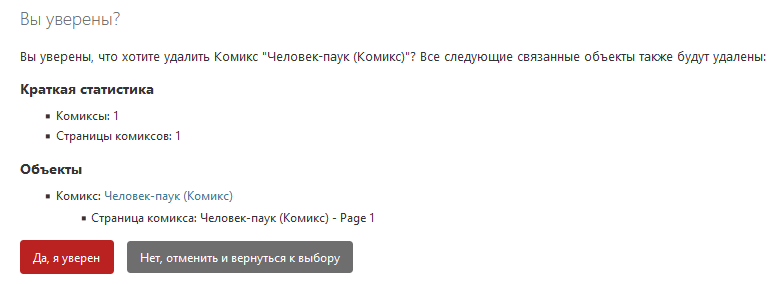 Вы уверены?
Вы уверены, что хотите удалить Комикс "Человек-паук (Комикс)"? Все следующие связанные объекты также будут удалены:
Краткая статистика
Комиксы: 1
Страницы комиксов: 1
Объекты
Комикс: Человек-паук (Комикс)
Страница комикса: Человек-паук (Комикс) - Page 1
Да, я уверен
Нет, отменить и вернуться к выбору